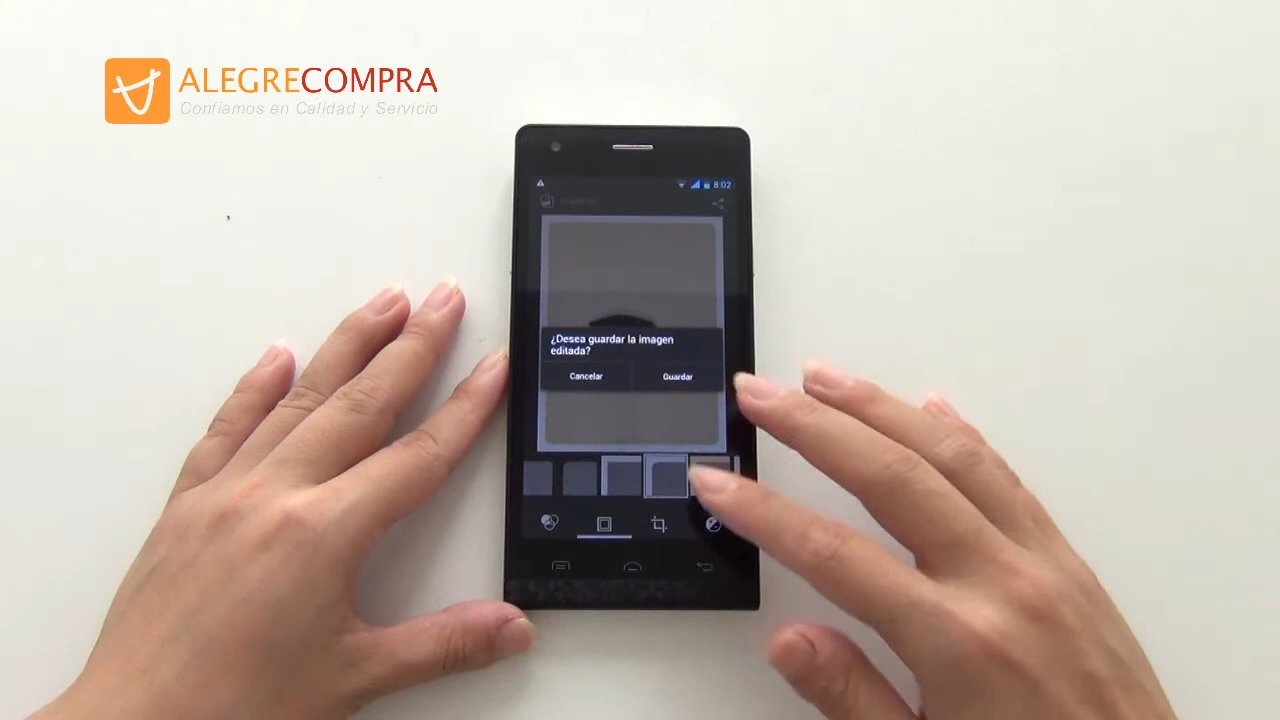 ALEGRECOMPRA
Confiamos en Calidad y Servicio
8:02
¿Desea guardar la imagen
editada?
Cancelar
Guardar